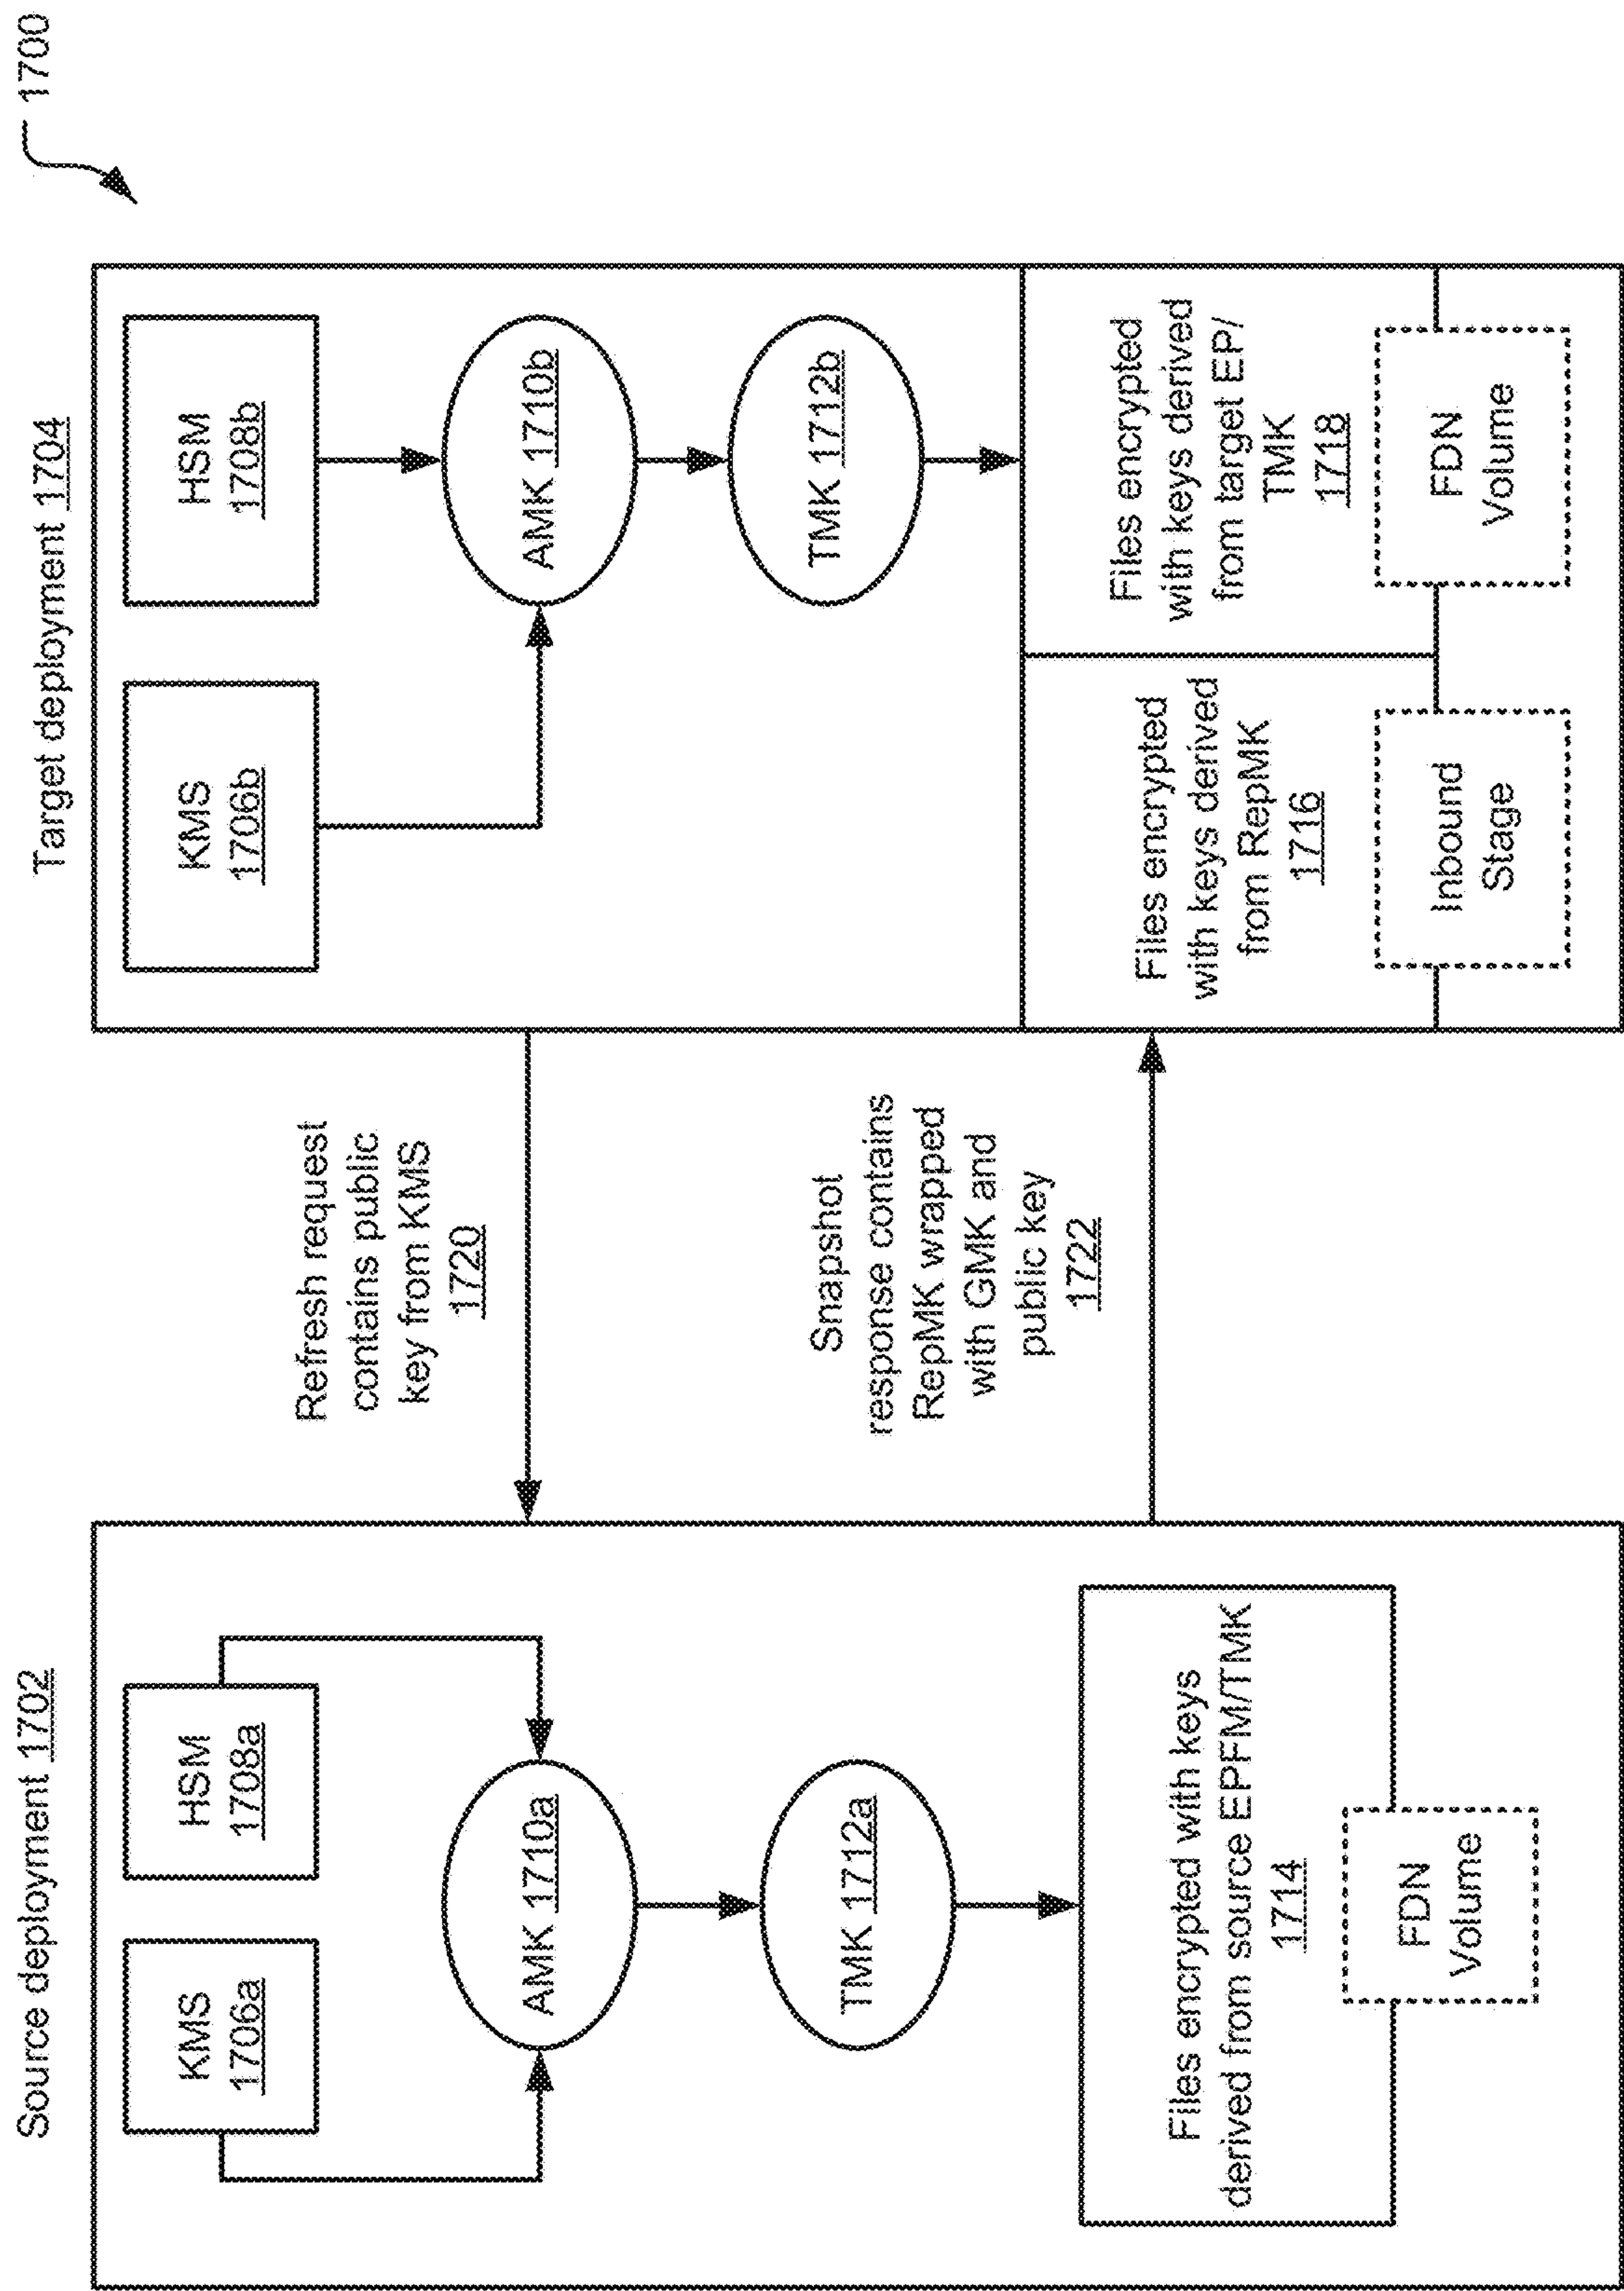 1700
Source deployment 1702
KMS
1706a
HSM
1708a
AMK 1710a
TMK 1712a
Files encrypted with keys
derived from source EPFM/TMK
1714
FDN
Volume
Refresh request
contains public
key from KMS
1720
Snapshot
response contains
RepMK wrapped
with GMK and
public key
1722
Target deployment 1704
KMS
1706b
HSM
1708b
AMK 1710b
TMK 1712b
Files encrypted
with keys derived
from RepMK
1716
Inbound
Stage
Files encrypted
with keys derived
from target EP/
TMK
1718
FDN
Volume